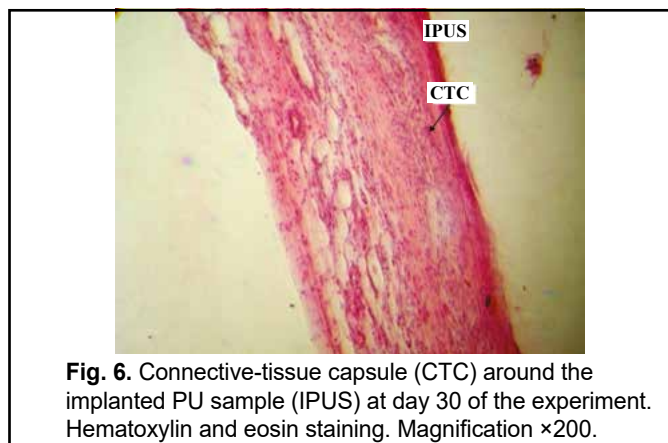 IPUS
CTC
Fig. 6. Connective-tissue capsule (CTC) around the
implanted PU sample (IPUS) at day 30 of the experiment.
Hematoxylin and eosin staining. Magnification ×200.